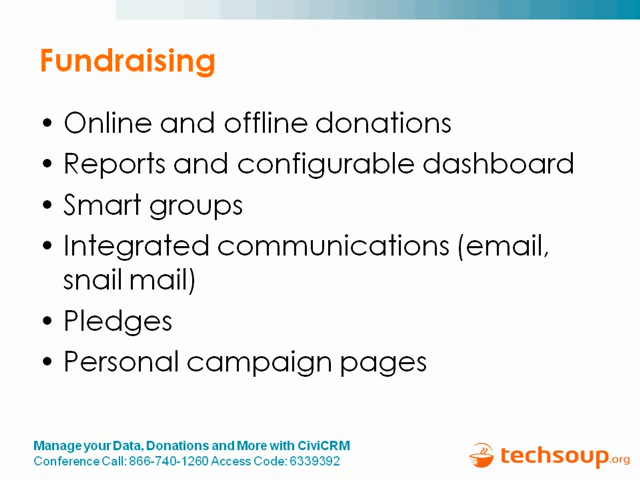 Fundraising
• Online and offline donations
• Reports and configurable dashboard
• Smart groups
• Integrated communications (email,
snail mail)
• Pledges
• Personal campaign pages
Manage your Data, Donations and More with CiviCRM
Conference Call: 866-740-1260 Access Code: 6339392
techsoup.org